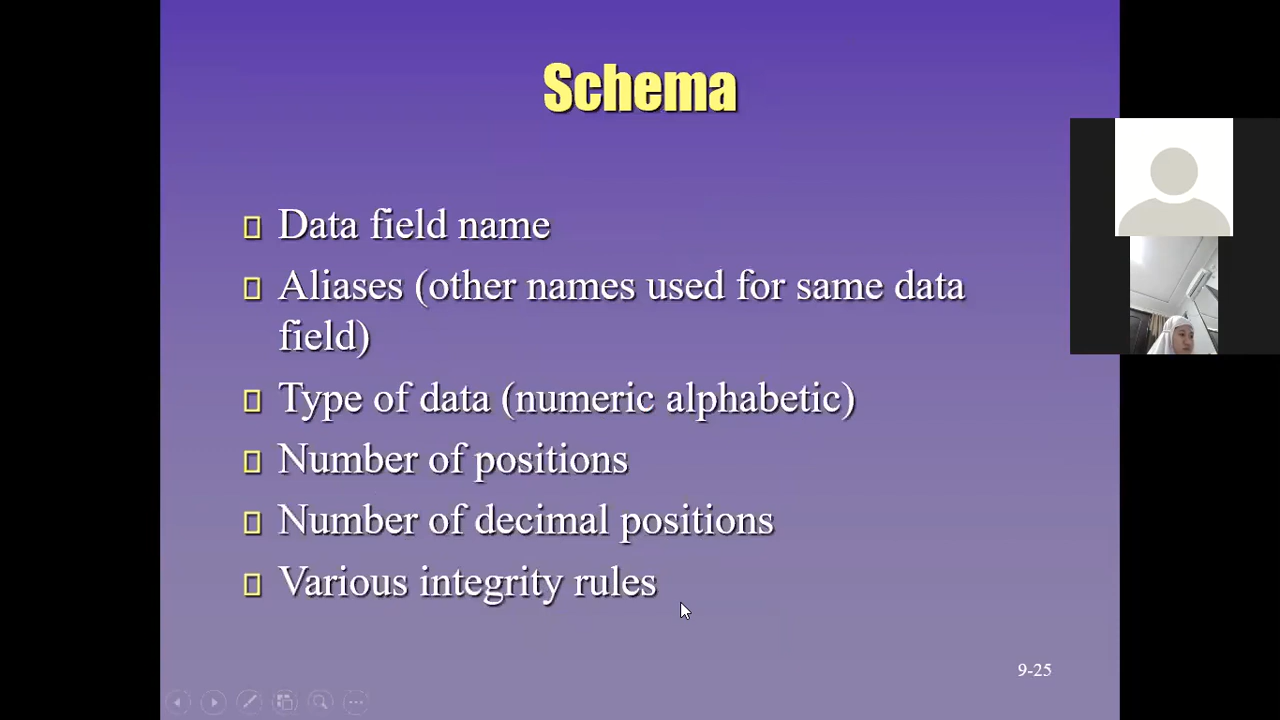 Schema
Data field name
Aliases (other names used for same data
field)
Type of data (numeric alphabetic)
Number of positions
Number of decimal positions
Various integrity rules
9-25